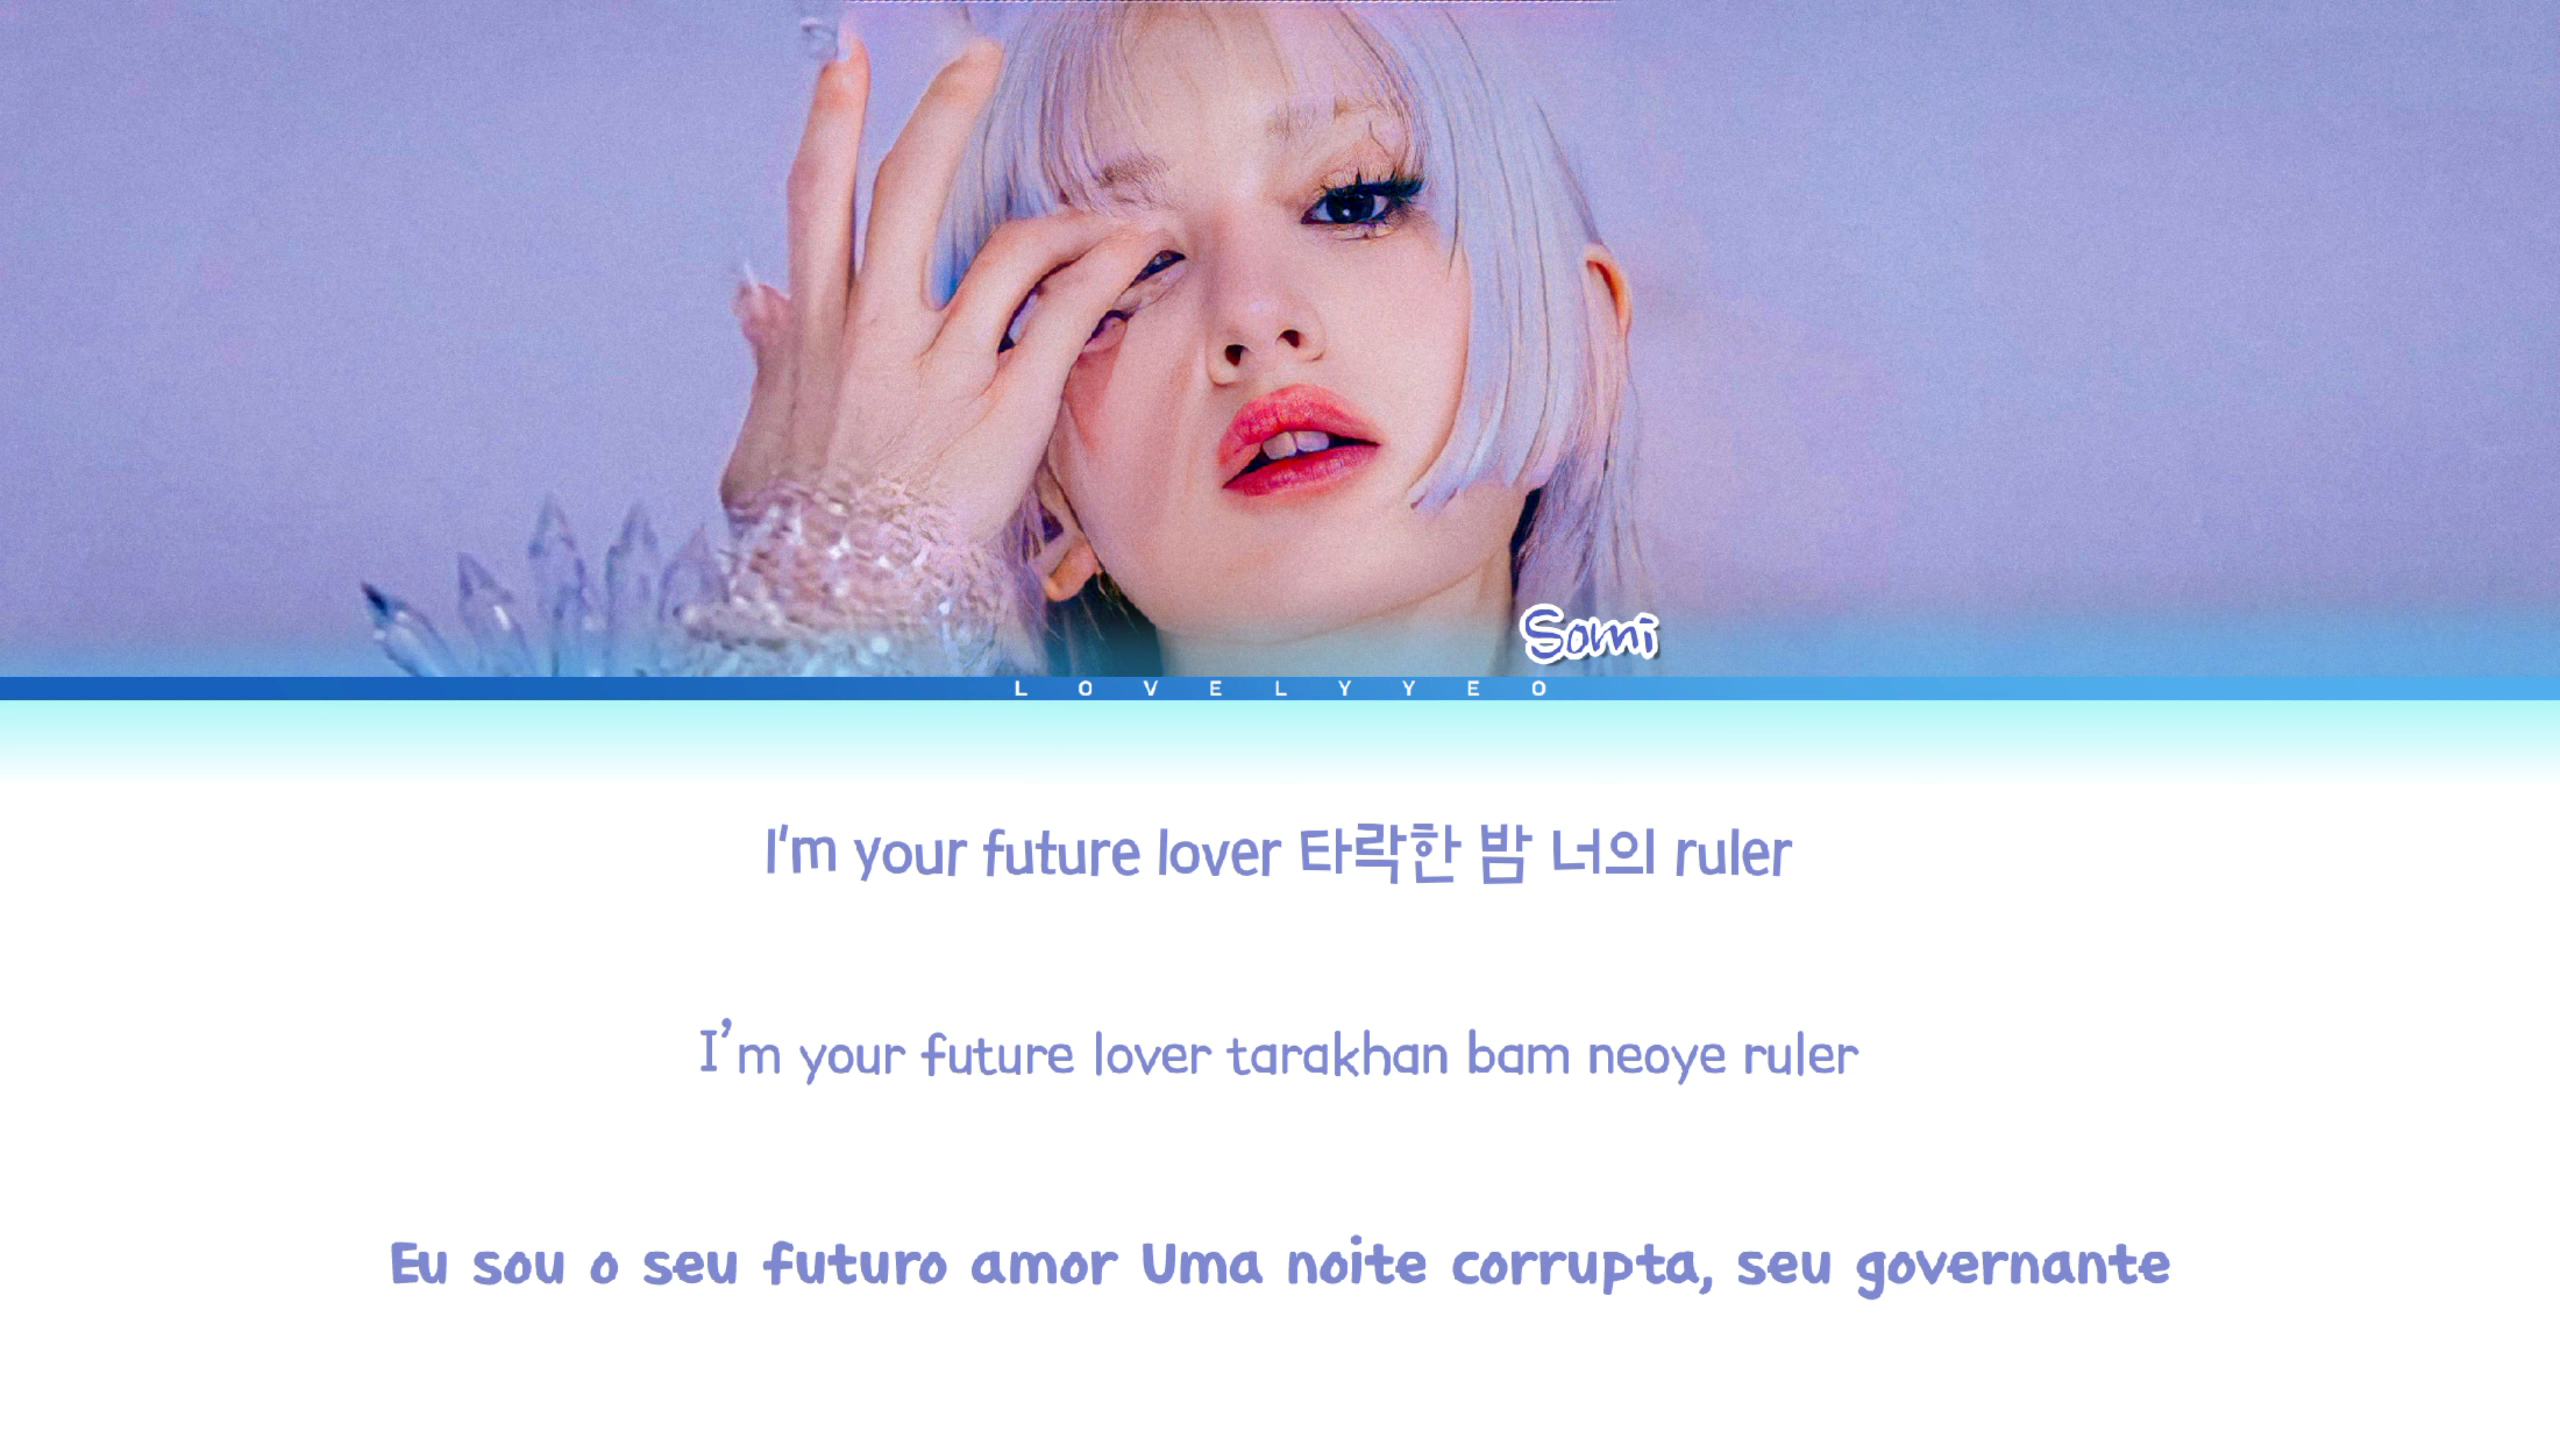 Somi
LOVELYYEO
I'm your future lover 타락한 밤 너의 ruler
I'm your future lover tarakhan bam neoye ruler
Eu sou o seu futuro amor Uma noite corrupta, seu governante